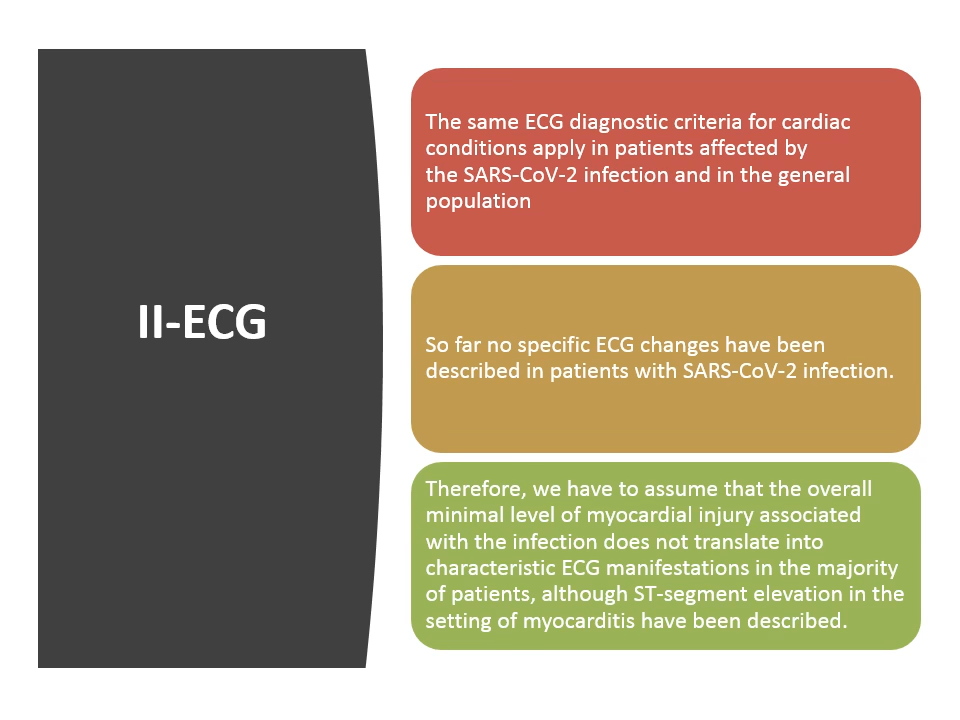 II-ECG
The same ECG diagnostic criteria for cardiac
conditions apply in patients affected by
the SARS-CoV-2 infection and in the general
population
So far no specific ECG changes have been
described in patients with SARS-CoV-2 infection.
Therefore, we have to assume that the overall
minimal level of myocardial injury associated
with the infection does not translate into
characteristic ECG manifestations in the majority
of patients, although ST-segment elevation in the
setting of myocarditis have been described.